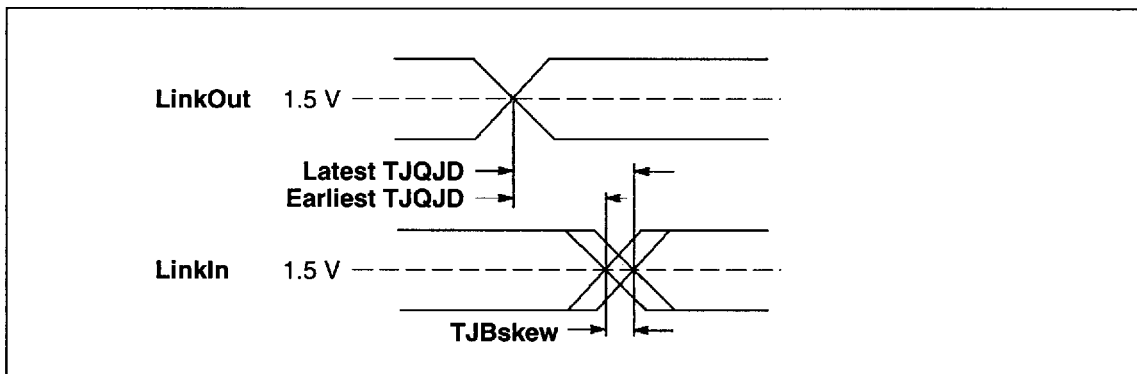 LinkOut 1.5 V
Latest TJQJD
Earliest TJQJD
LinkIn 1.5 V
TJBskew